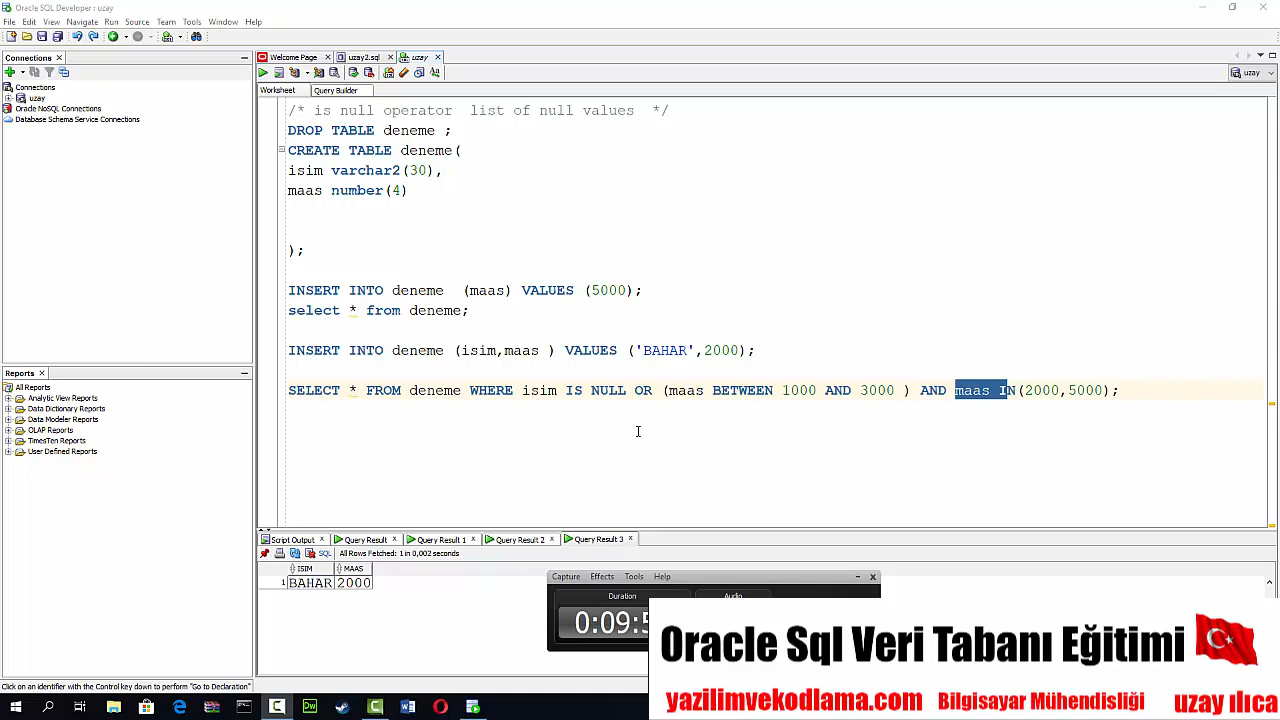 Oracle SQL Developer : uzay
File Edit View Navigate Run Source Team Tools Window Help
Connections
Welcome Page uzay2.sql uzay
uzay
Worksheet Query Builder
Connections
uzay
Oracle NoSQL Connections
Database Schema Service Connections
/* is null operator list of null values */
DROP TABLE deneme ;
CREATE TABLE deneme(
isim varchar2(30),
maas number(4)
);
INSERT INTO deneme (maas) VALUES (5000);
select * from deneme;
INSERT INTO deneme (isim,maas ) VALUES ('BAHAR',2000);
SELECT * FROM deneme WHERE isim IS NULL OR (maas BETWEEN 1000 AND 3000 ) AND maas IN(2000,5000);
Reports
All Reports
Analytic View Reports
Data Dictionary Reports
Data Modeler Reports
OLAP Reports
TimesTen Reports
User Defined Reports
Script Output Query Result Query Result 1 Query Result 2 Query Result 3
SQL All Rows Fetched: 1 in 0,002 seconds
ISIM MAAS
1 BAHAR 2000
Capture Effects Tools Help
Duration Audio
0:09:5
Oracle Sql Veri Tabanı Eğitimi
yazilimvekodlama.com Bilgisayar Mühendisliği uzay ılıca
Click on an identifier with the Control key down to perform "Go to Declaration"